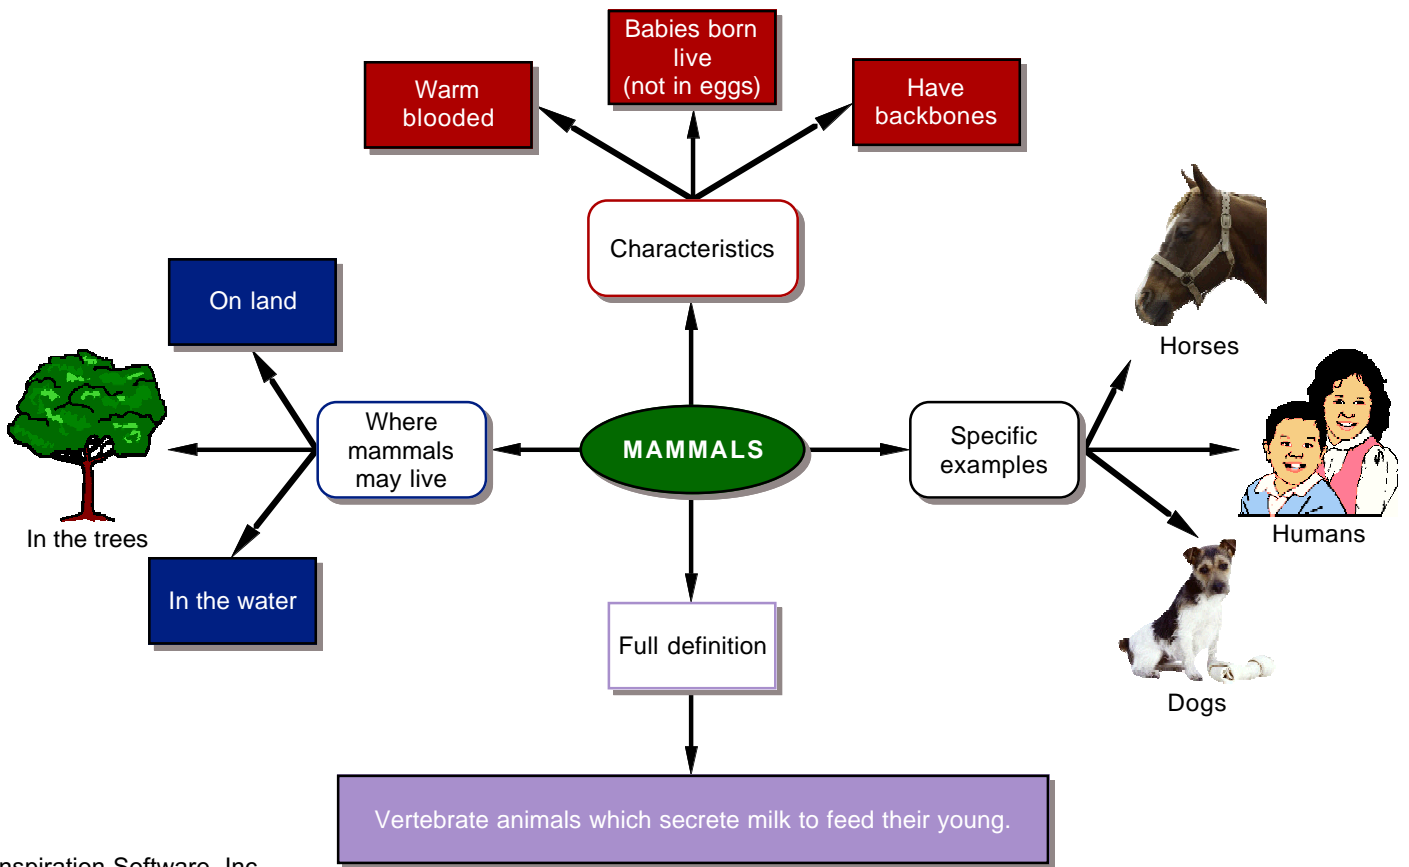 Babies born
live
(not in eggs)
Warm
blooded
Have
backbones
Characteristics
On land
Horses
Where
mammals
may live
MAMMALS
Specific
examples
In the trees
Humans
In the water
Full definition
Dogs
Vertebrate animals which secrete milk to feed their young.
nspiration Software, Inc